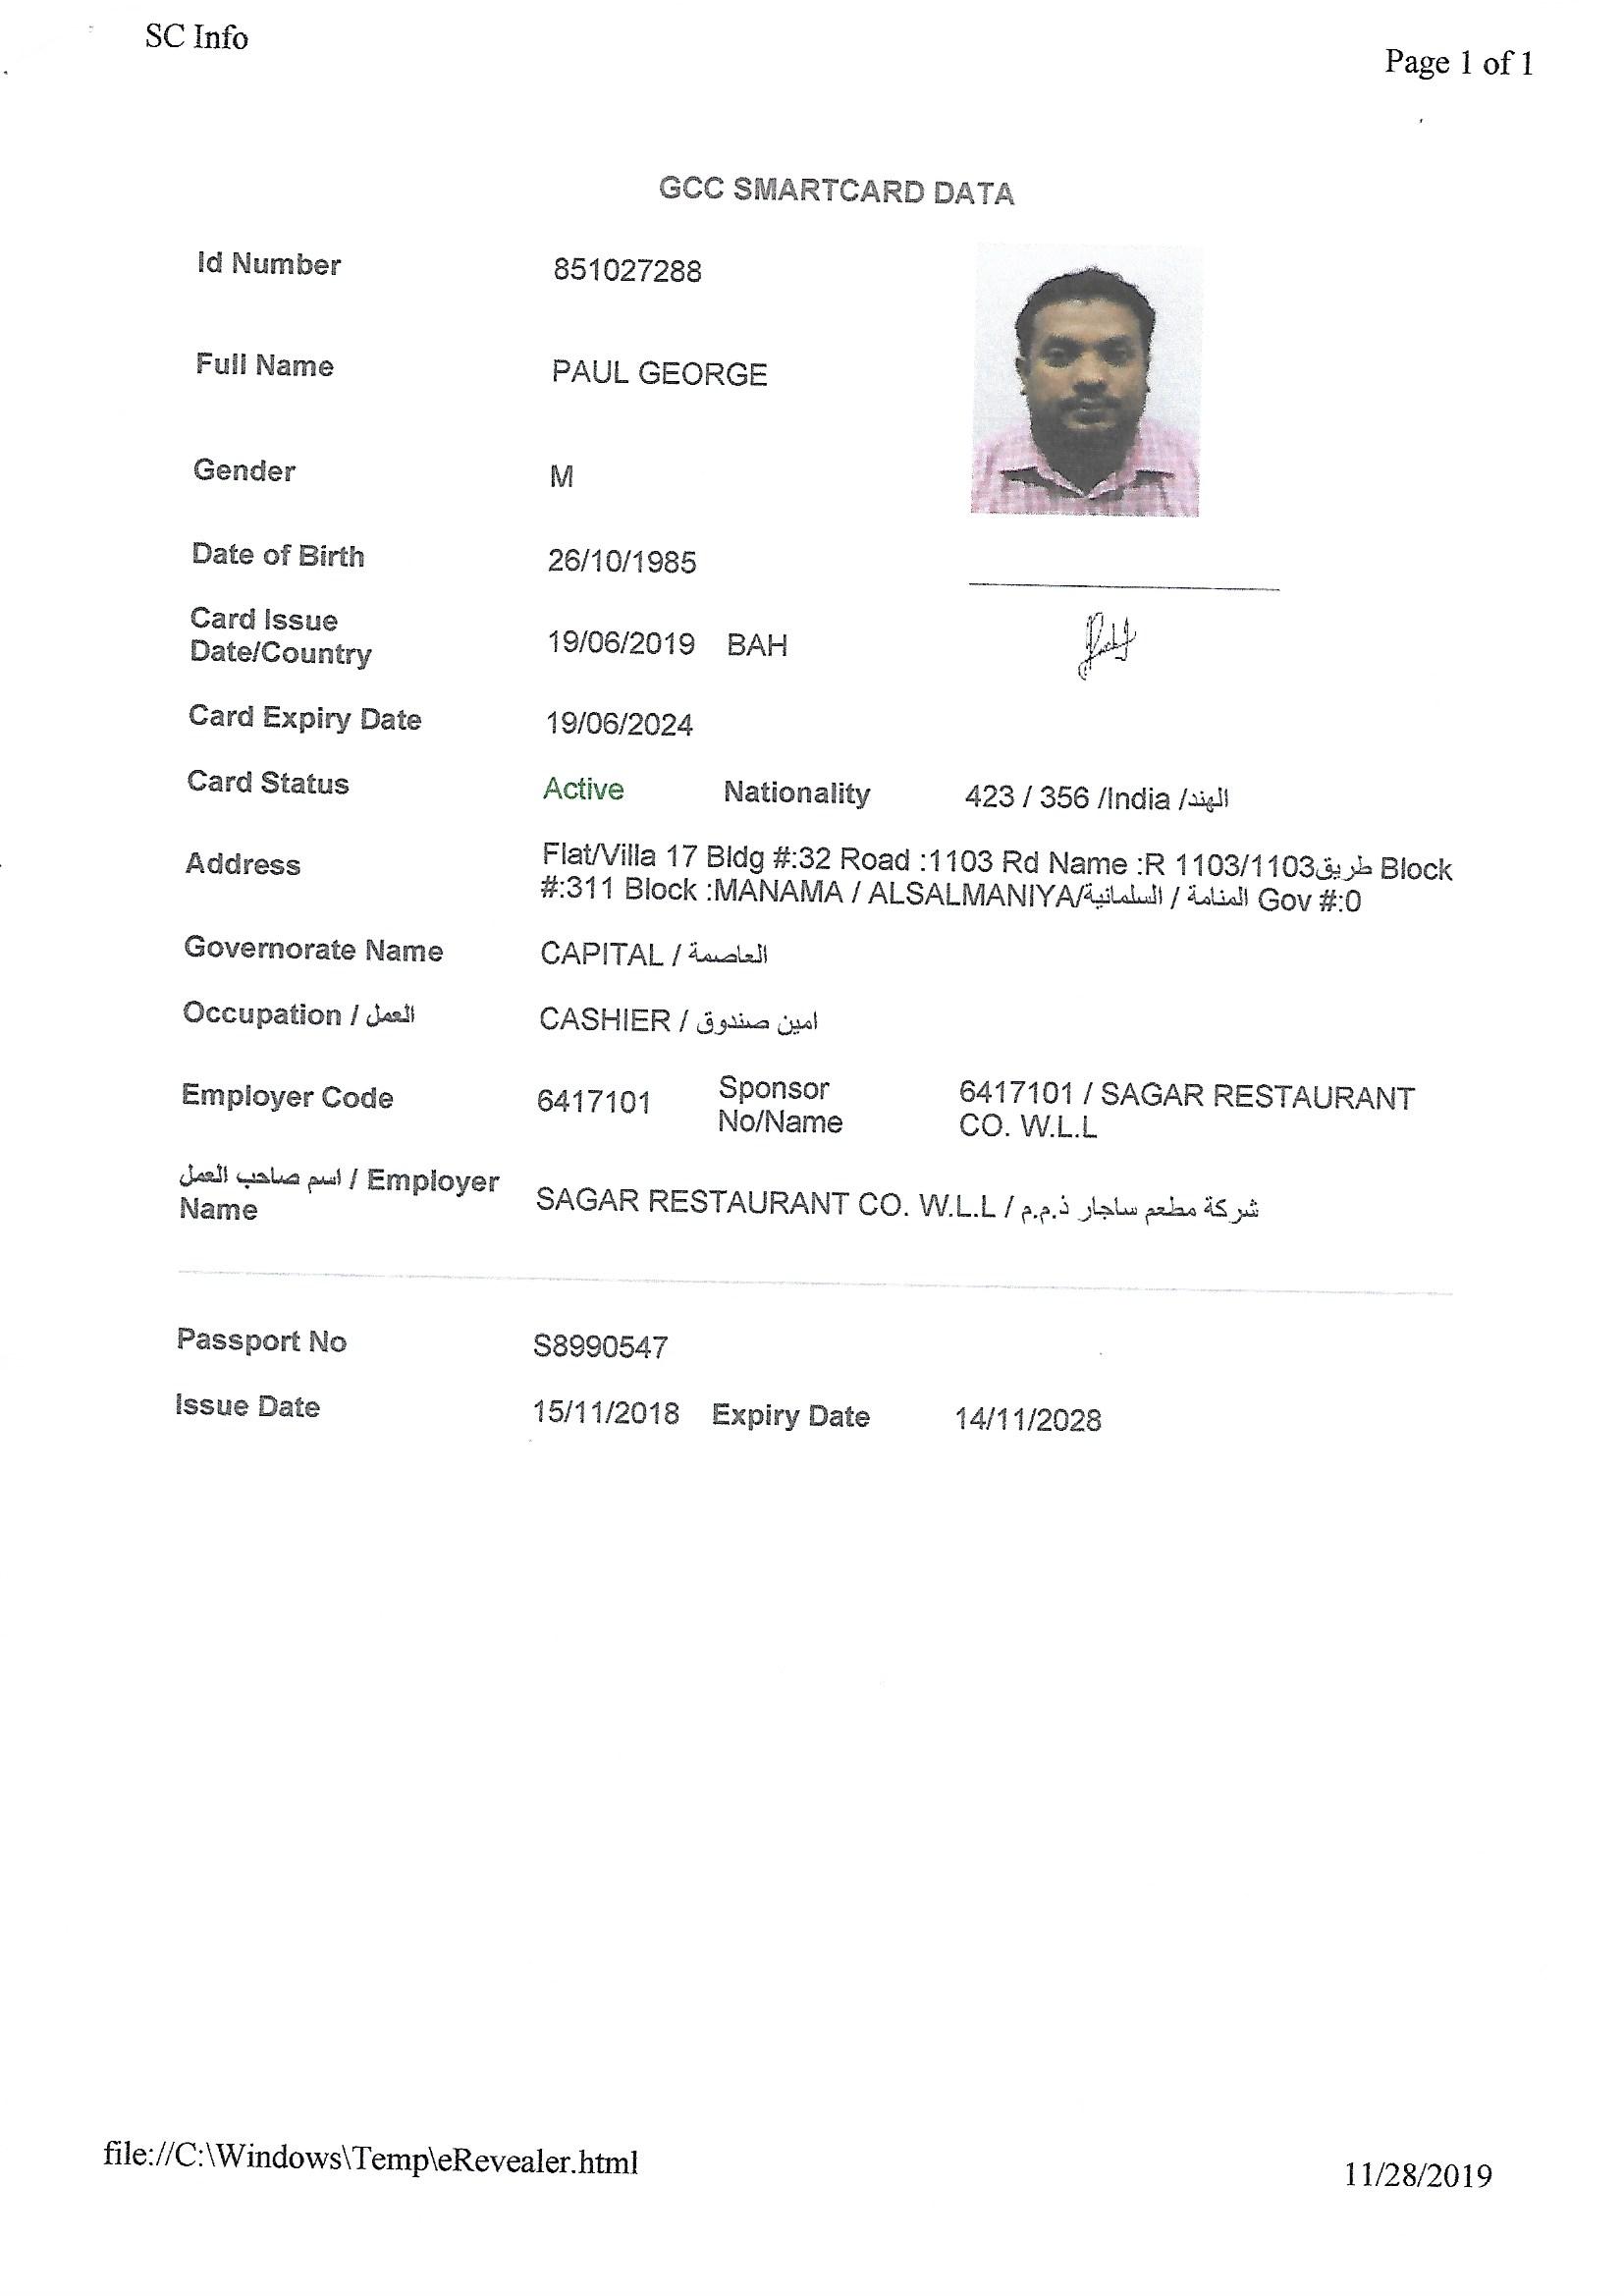 SC Info
Page 1 of 1
GCC SMARTCARD DATA
Id Number 851027288
Full Name PAUL GEORGE
Gender M
Date of Birth 26/10/1985
Card Issue
Date/Country 19/06/2019 BAH
Card Expiry Date 19/06/2024
Card Status Active Nationality 423 / 356 /India /الهند
Address Flat/Villa 17 Bldg #:32 Road :1103 Rd Name :R 1103/1103طريق Block
#:311 Block :MANAMA / ALSALMANIYA/المنامة / السلمانية Gov #:0
Governorate Name CAPITAL / العاصمة
Occupation / العمل CASHIER / امين صندوق
Employer Code 6417101 Sponsor No/Name 6417101 / SAGAR RESTAURANT
CO. W.L.L
اسم صاحب العمل / Employer
Name SAGAR RESTAURANT CO. W.L.L / شركة مطعم ساجار ذ.م.م
Passport No S8990547
Issue Date 15/11/2018 Expiry Date 14/11/2028
file://C:\Windows\Temp\eRevealer.html
11/28/2019